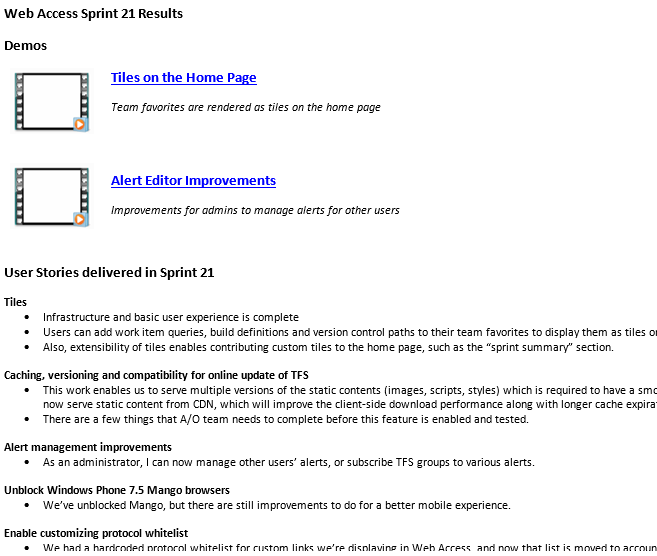 Web Access Sprint 21 Results
Demos
Tiles on the Home Page
Team favorites are rendered as tiles on the home page
Alert Editor Improvements
Improvements for admins to manage alerts for other users
User Stories delivered in Sprint 21
Tiles
• Infrastructure and basic user experience is complete
• Users can add work item queries, build definitions and version control paths to their team favorites to display them as tiles
• Also, extensibility of tiles enables contributing custom tiles to the home page, such as the “sprint summary” section.
Caching, versioning and compatibility for online update of TFS
• This work enables us to serve multiple versions of the static contents (images, scripts, styles) which is required to have a
now serve static content from CDN, which will improve the client-side download performance along with longer cache
• There are a few things that A/O team needs to complete before this feature is enabled and tested.
Alert management improvements
• As an administrator, I can now manage other users’ alerts, or subscribe TFS groups to various alerts.
Unblock Windows Phone 7.5 Mango browsers
• We’ve unblocked Mango, but there are still improvements to do for a better mobile experience.
Enable customizing protocol whitelist
• We had a hardcoded protocol whitelist for custom links we’re displaying in Web Access, and now that list is moved to